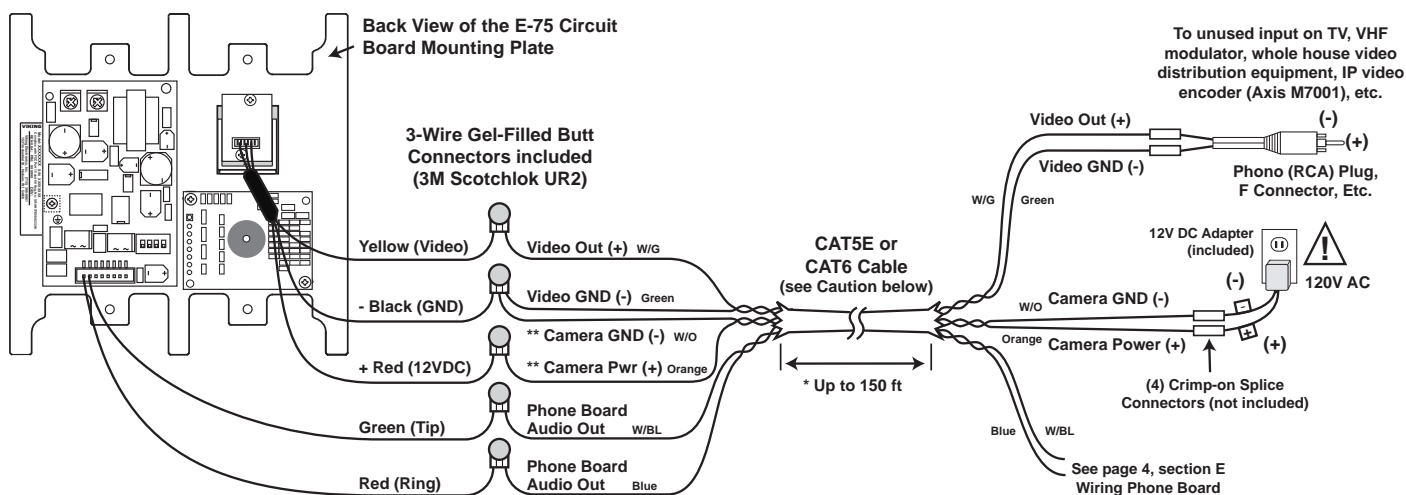 Back View of the E-75 Circuit
Board Mounting Plate
3-Wire Gel-Filled Butt
Connectors included
(3M Scotchlok UR2)
VIKING
Yellow (Video)
Video Out (+) W/G
- Black (GND)
Video GND (-) Green
** Camera GND (-) W/O
+ Red (12VDC)
** Camera Pwr (+) Orange
Green (Tip)
Phone Board
Audio Out W/BL
Red (Ring)
Phone Board
Audio Out Blue
CAT5E or
CAT6 Cable
(see Caution below)
* Up to 150 ft
To unused input on TV, VHF
modulator, whole house video
distribution equipment, IP video
encoder (Axis M7001), etc.
Video Out (+)
(-)
(+)
Video GND (-)
Phono (RCA) Plug,
F Connector, Etc.
W/G
Green
12V DC Adapter
(included)
!
120V AC
(-)
W/O Camera GND (-)
-
Orange Camera Power (+)
+
(+)
(4) Crimp-on Splice
Connectors (not included)
Blue
W/BL
See page 4, section E
Wiring Phone Board